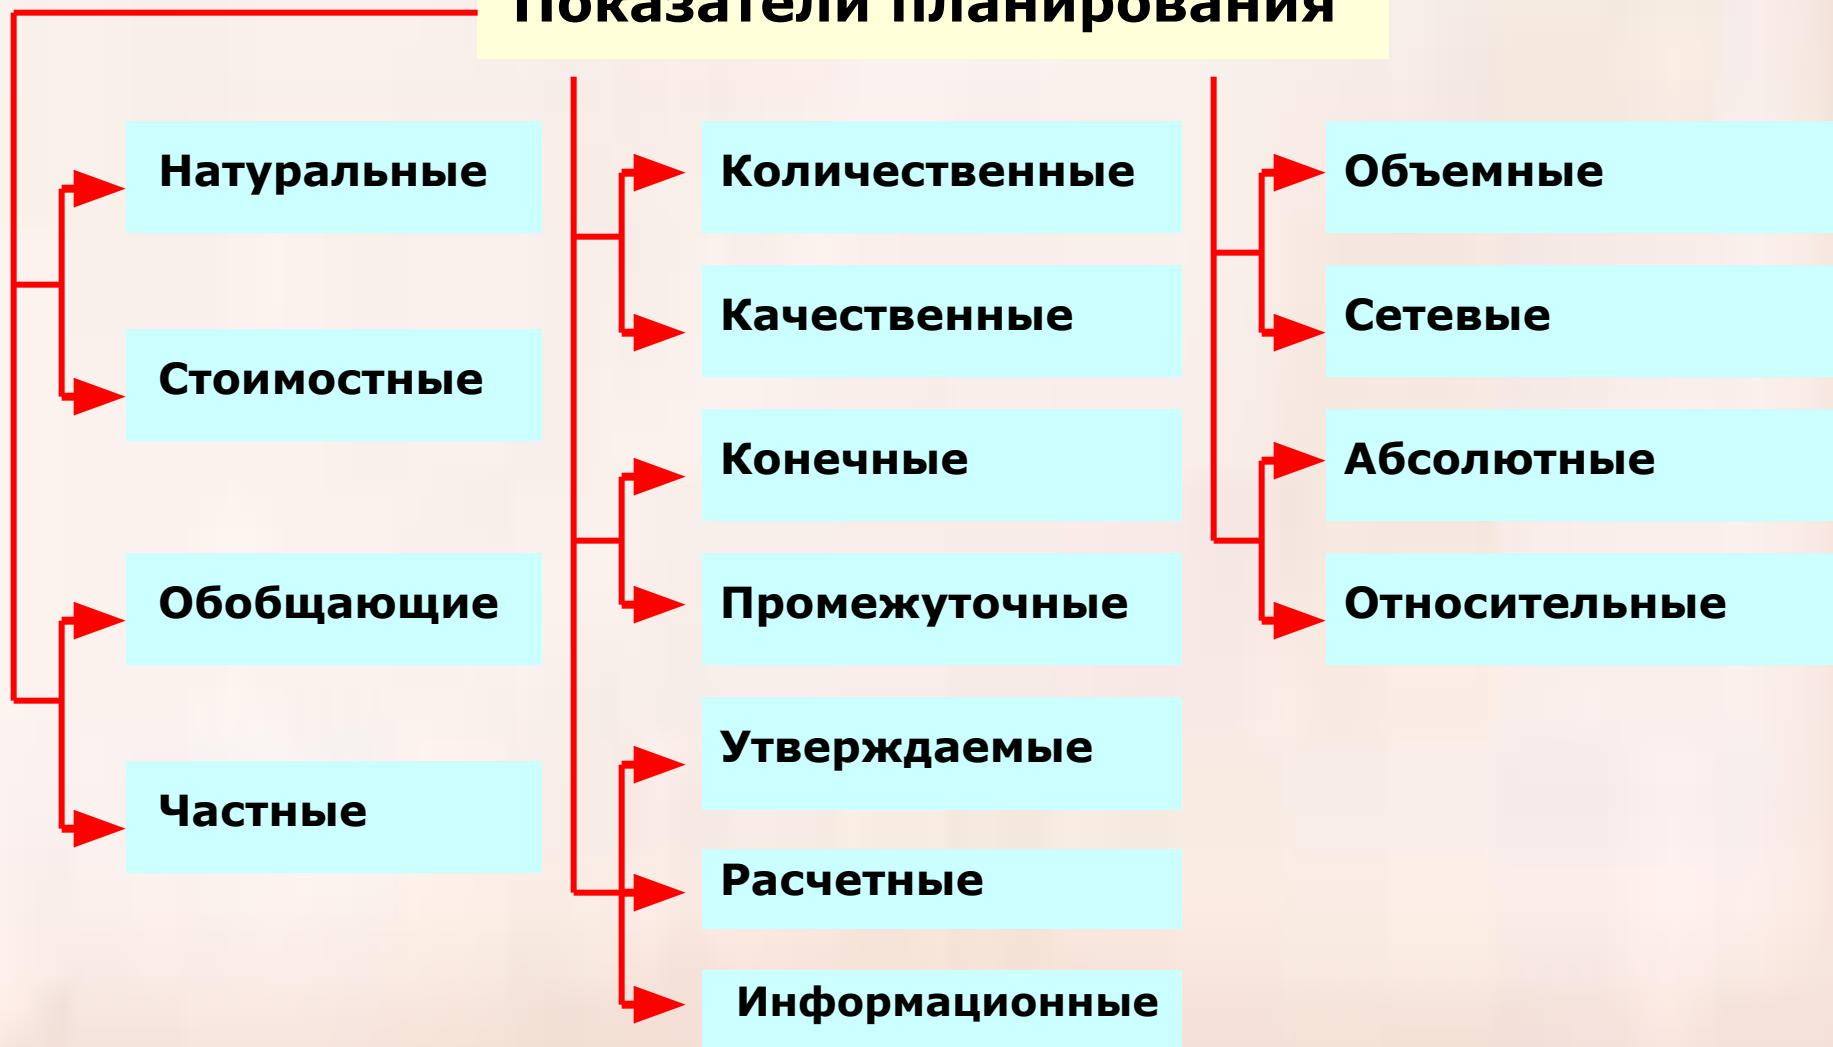 Показатели планирования
Натуральные
Стоимостные
Обобщающие
Частные
Количественные
Качественные
Конечные
Промежуточные
Утверждаемые
Расчетные
Информационные
Объемные
Сетевые
Абсолютные
Относительные